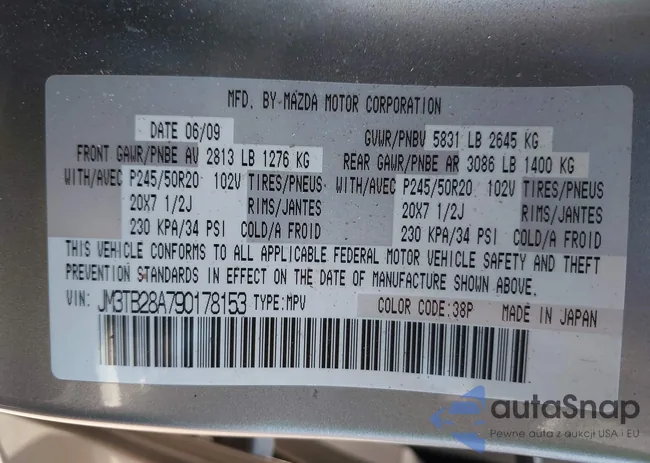 MFD. BY MAZDA MOTOR CORPORATION
DATE 06/09 GVWR/PNBV 5831 LB 2645 KG
FRONT GAWR/PNBE AV 2813 LB 1276 KG REAR GAWR/PNBE AR 3086 LB 1400 KG
WITH/AVEC P245/50R20 102V TIRES/PNEUS WITH/AVEC P245/50R20 102V TIRES/PNEUS
20X7 1/2J RIMS/JANTES 20X7 1/2J RIMS/JANTES
230 KPA/34 PSI COLD/A FROID 230 KPA/34 PSI COLD/A FROID
THIS VEHICLE CONFORMS TO ALL APPLICABLE FEDERAL MOTOR VEHICLE SAFETY AND THEFT
PREVENTION STANDARDS IN EFFECT ON THE DATE OF MANUFACTURE SHOWN ABOVE.
VIN: JM3TB28A790178153 TYPE: MPV COLOR CODE: 38P MADE IN JAPAN
autaSnap
Pewne auta z aukcji USA i EU